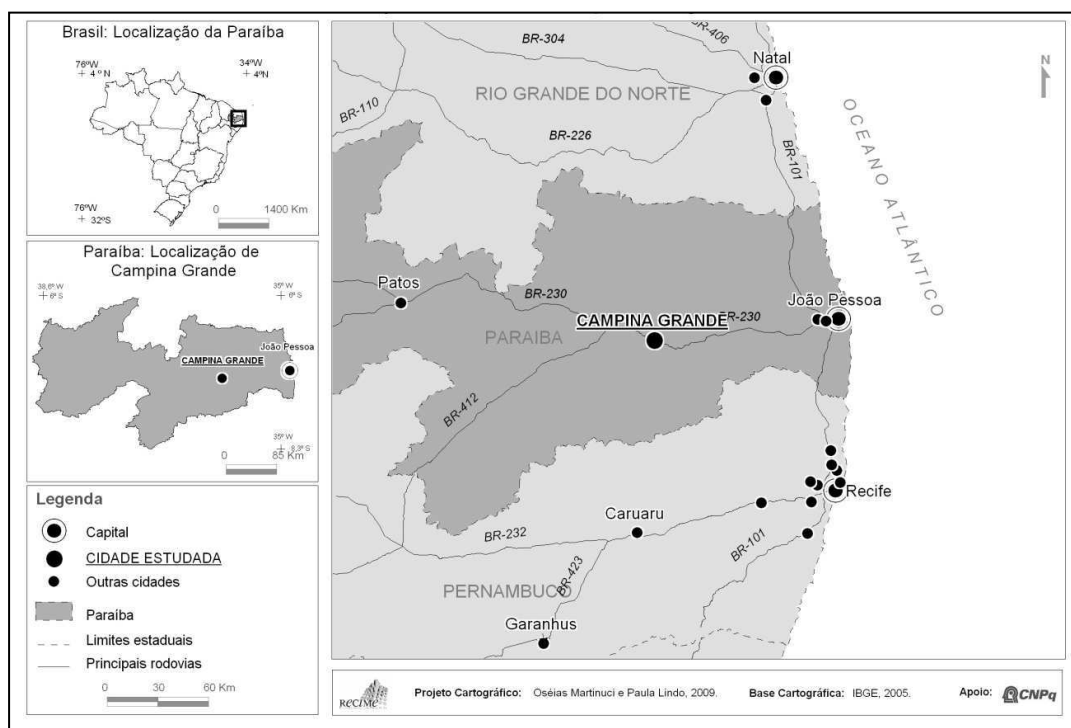 Brasil: Localização da Paraíba
76ºW
+ 4 º N
34ºW
+ 4ºN
76ºW
+ 32ºS
0 1400 Km
Paraíba: Localização de
Campina Grande
38,6º W
+ 6º S
35º W
+ 6º S
João Pessoa
CAMPINA GRANDE
35º W
+ 8,3º S
0 85 Km
Legenda
Capital
CIDADE ESTUDADA
Outras cidades
Paraíba
Limites estaduais
Principais rodovias
0 30 60 Km
BR-406
BR-304
Natal
N
RIO GRANDE DO NORTE
BR-110
BR-226
BR-101
OCEANO ATLÂNTICO
Patos
BR-230
João Pessoa
CAMPINA GRANDE
BR-230
PARAIBA
BR-412
Recife
Caruaru
BR-232
BR-101
BR-423
PERNAMBUCO
Garanhus
RECIME
Projeto Cartográfico: Oséias Martinuci e Paula Lindo, 2009.
Base Cartográfica: IBGE, 2005.
Apoio: CNPq